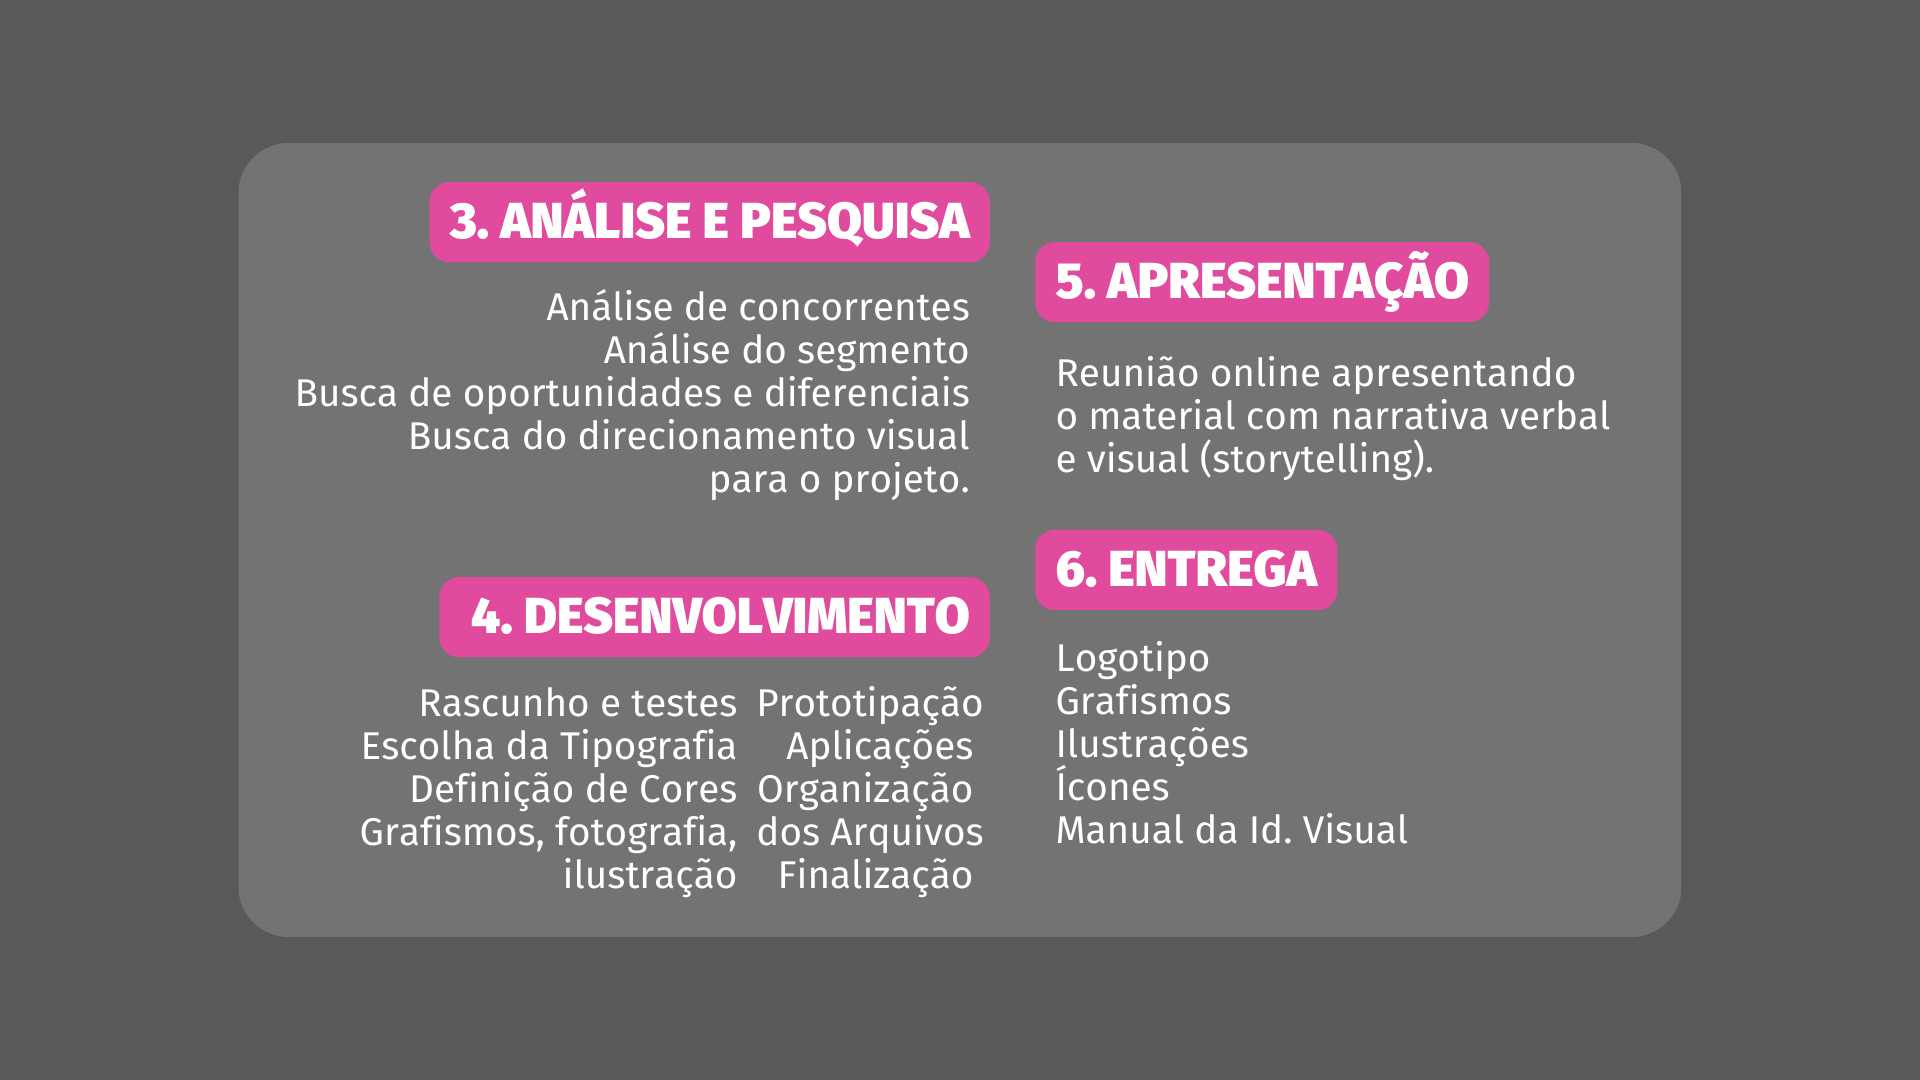 3. ANÁLISE E PESQUISA
Análise de concorrentes
Análise do segmento
Busca de oportunidades e diferenciais
Busca do direcionamento visual
para o projeto.
4. DESENVOLVIMENTO
Rascunho e testes
Escolha da Tipografia
Definição de Cores
Grafismos, fotografia,
ilustração
Prototipação
Aplicações
Organização
dos Arquivos
Finalização
5. APRESENTAÇÃO
Reunião online apresentando
o material com narrativa verbal
e visual (storytelling).
6. ENTREGA
Logotipo
Grafismos
Ilustrações
Ícones
Manual da Id. Visual